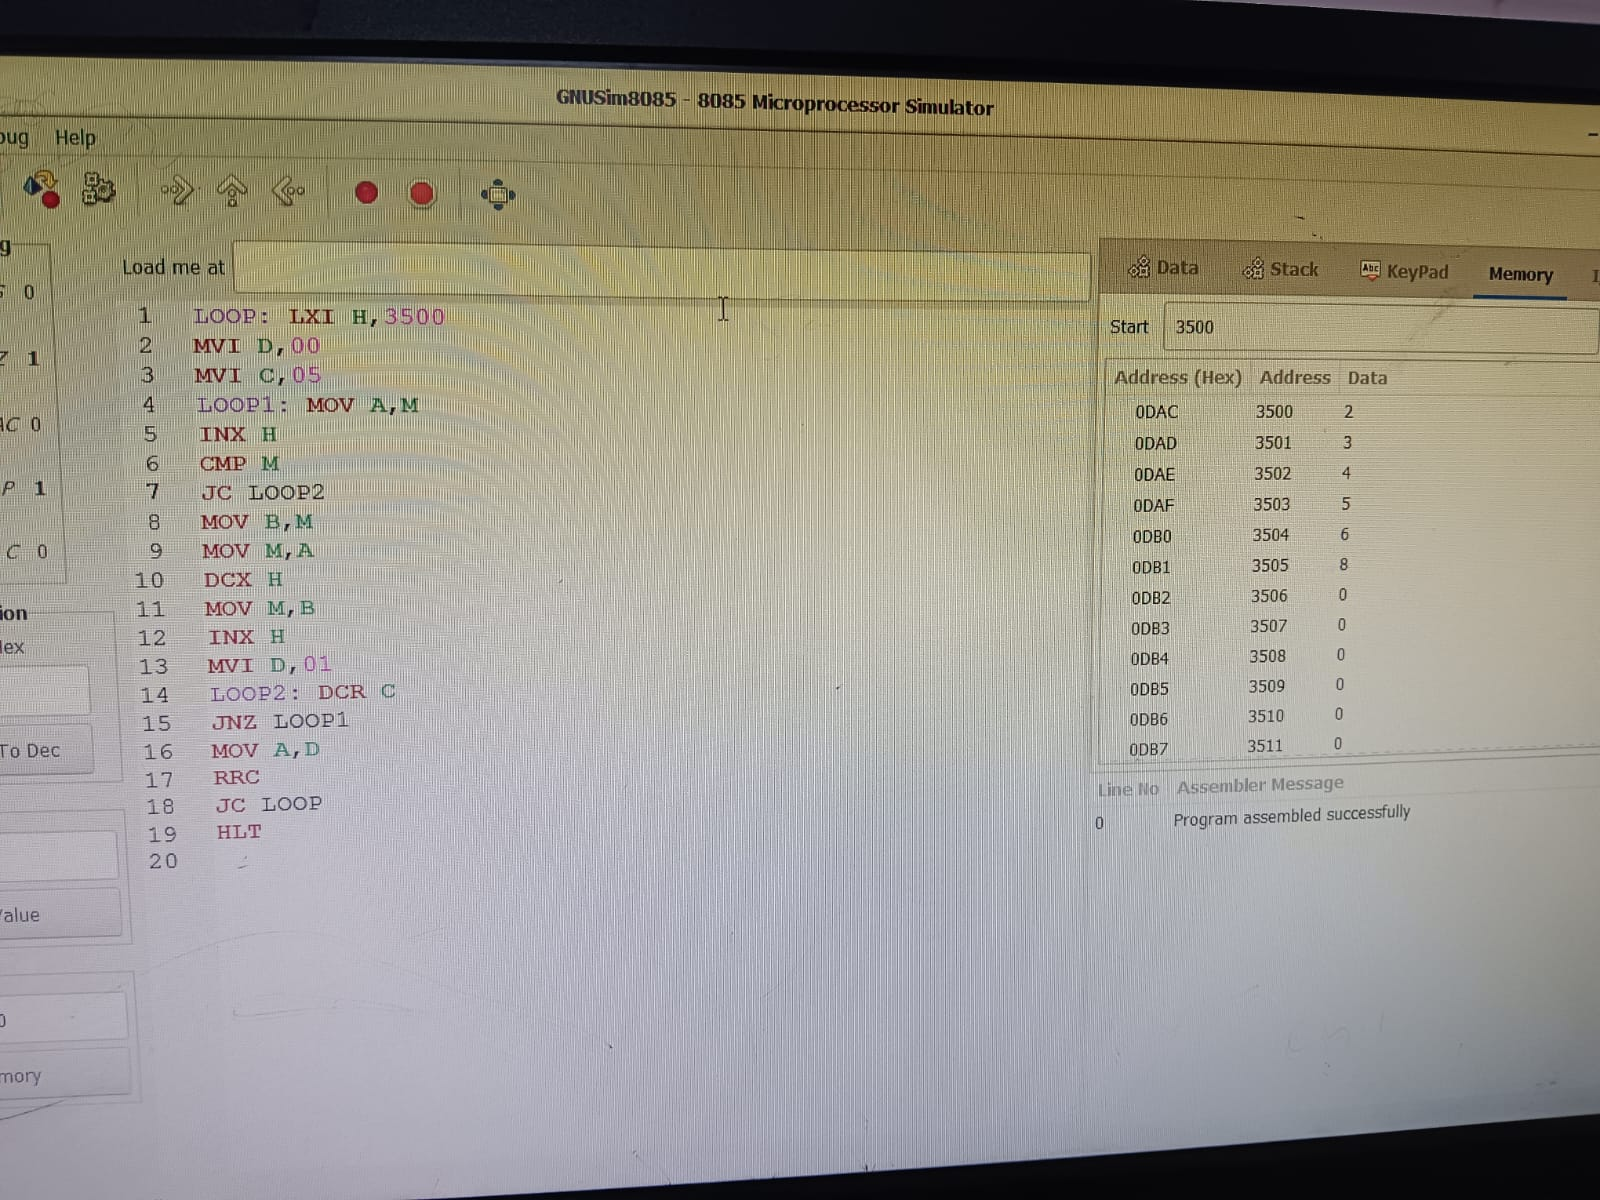 GNUSim8085 - 8085 Microprocessor Simulator
Help
Load me at
1 LOOP: LXI H,3500
2 MVI D,00
3 MVI C,05
4 LOOP1: MOV A,M
5 INX H
6 CMP M
7 JC LOOP2
8 MOV B,M
9 MOV M,A
10 DCX H
11 MOV M,B
12 INX H
13 MVI D,01
14 LOOP2: DCR C
15 JNZ LOOP1
16 MOV A,D
17 RRC
18 JC LOOP
19 HLT
20
0
1
AC 0
P 1
C 0
To Dec
Data Stack Abc KeyPad Memory
Start 3500
Address (Hex) Address Data
0DAC 3500 2
0DAD 3501 3
0DAE 3502 4
0DAF 3503 5
0DB0 3504 6
0DB1 3505 8
0DB2 3506 0
0DB3 3507 0
0DB4 3508 0
0DB5 3509 0
0DB6 3510 0
0DB7 3511 0
Line No Assembler Message
0 Program assembled successfully